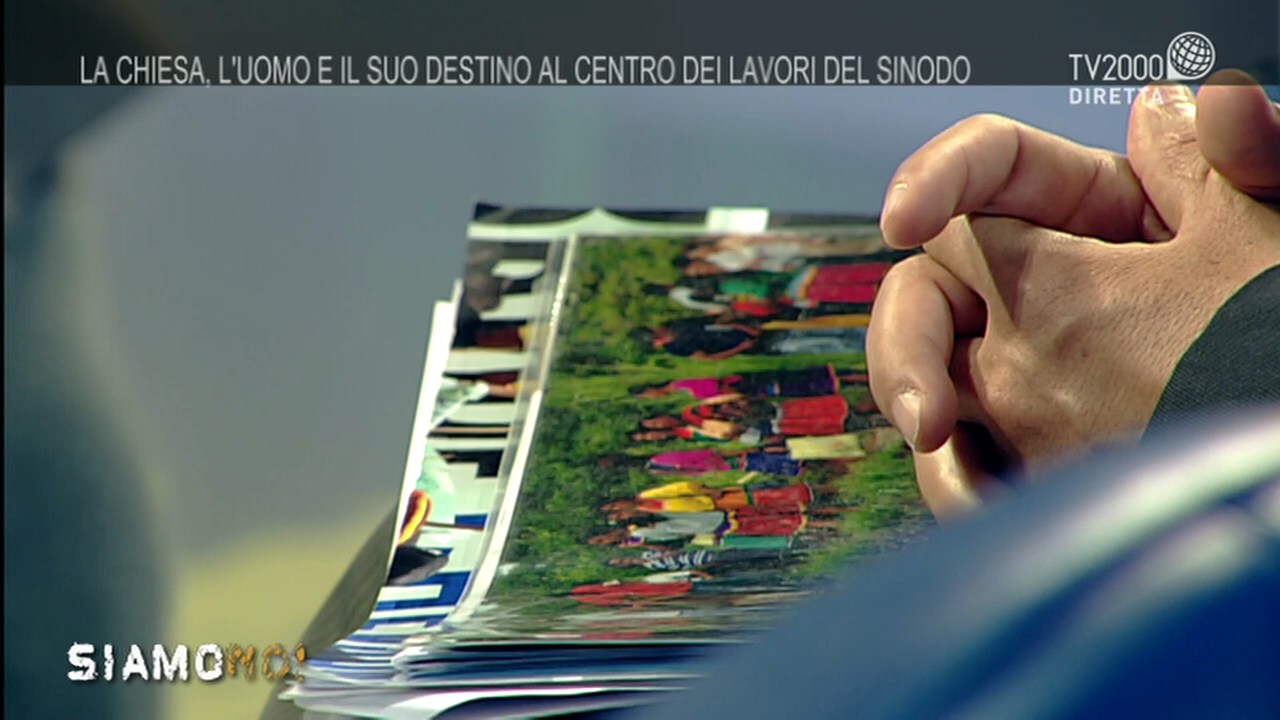 LA CHIESA, L'UOMO E IL SUO DESTINO AL CENTRO DEI LAVORI DEL SINODO
TV2000
DIRETTA
SIAMONOI